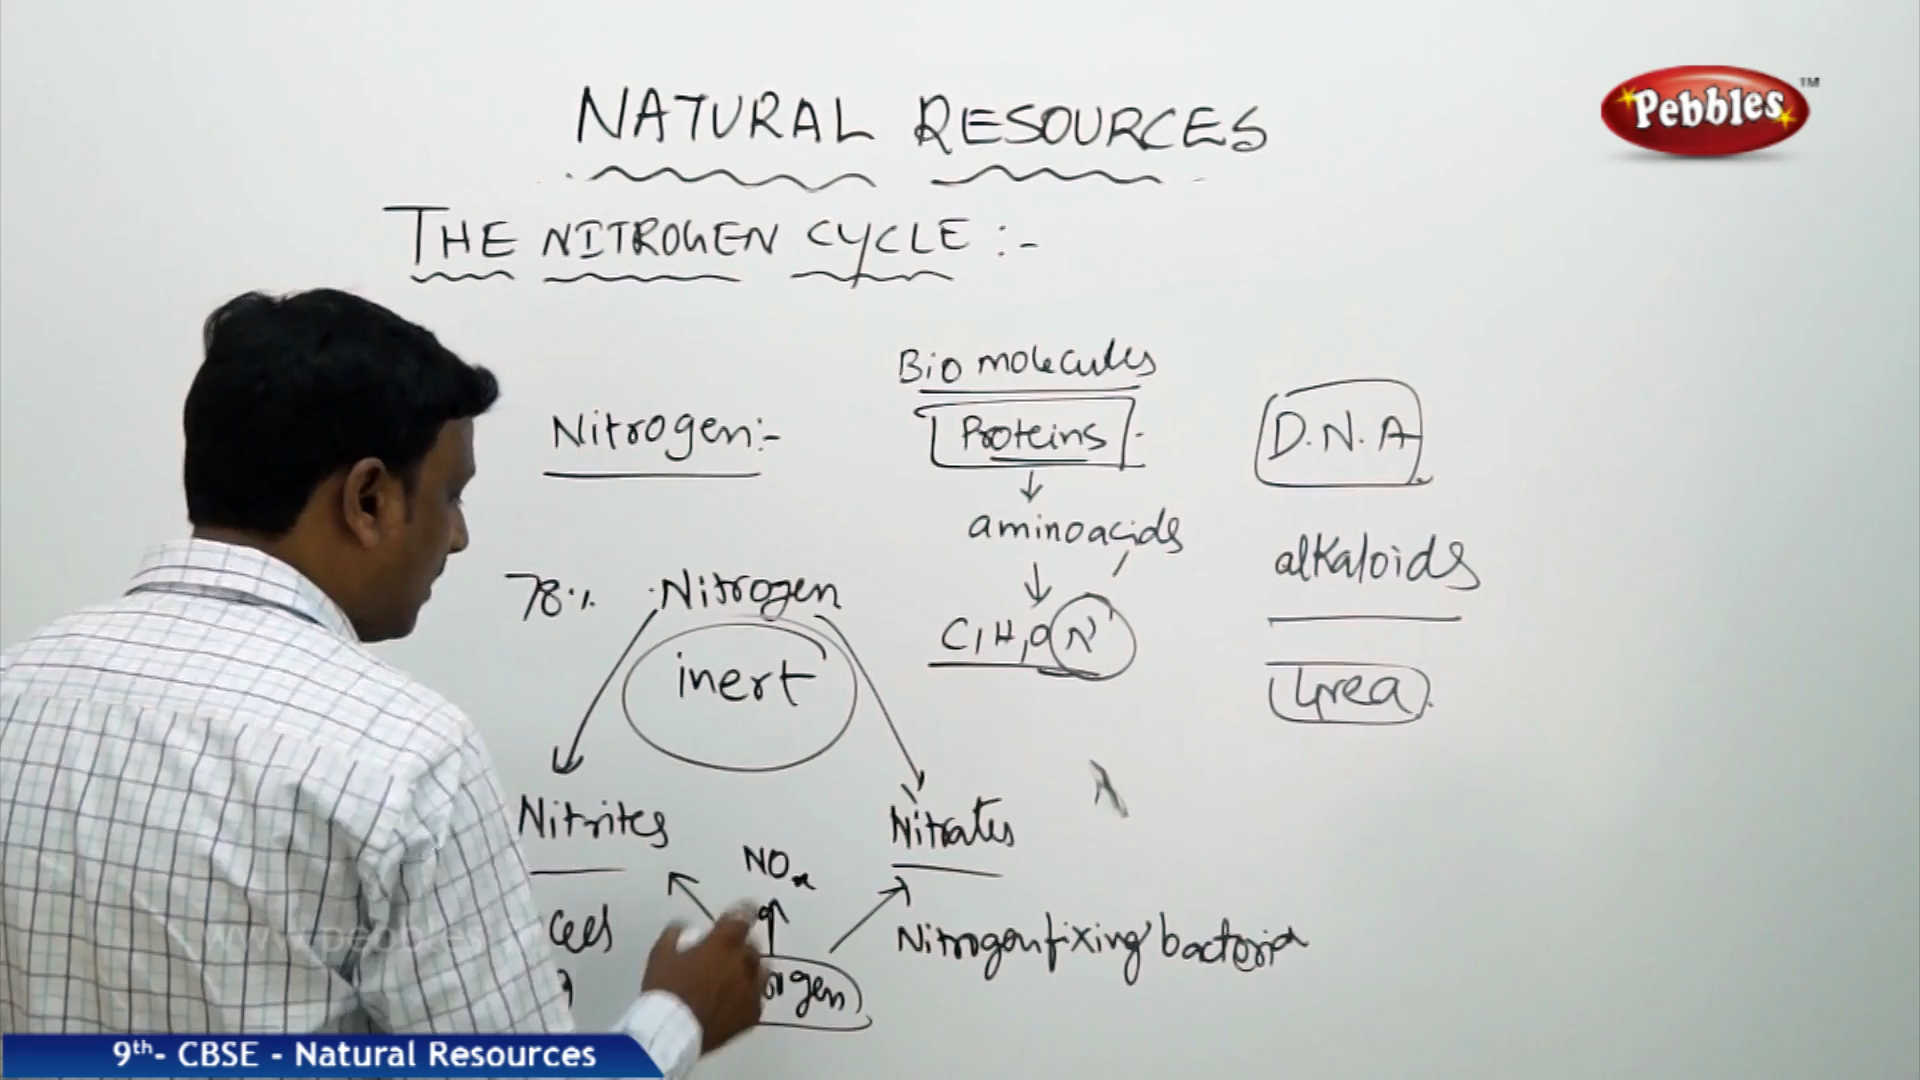 Pebbles™
NATURAL RESOURCES
THE NITROGEN CYCLE :-
Nitrogen:-
Bio molecules
Proteins
aminoacids
C, H, O N
D.N.A
alkaloids
Urea
78% Nitrogen
inert
Nitrites
Nitrates
NOx
Nitrogen fixing bacteria
9th- CBSE - Natural Resources